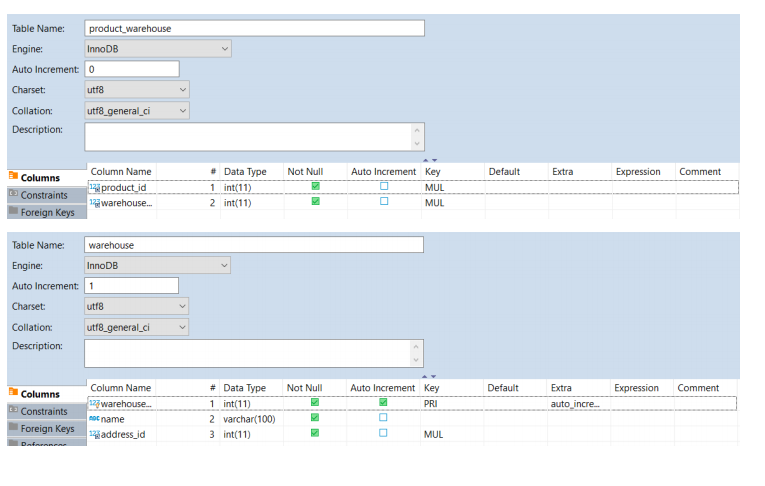 Table Name: product_warehouse
Engine: InnoDB
Auto Increment: 0
Charset: utf8
Collation: utf8_general_ci
Description:
Columns
Constraints
Foreign Keys
Column Name # Data Type Not Null Auto Increment Key Default Extra Expression Comment
123 product_id 1 int(11) MUL
123 warehouse... 2 int(11) MUL
Table Name: warehouse
Engine: InnoDB
Auto Increment: 1
Charset: utf8
Collation: utf8_general_ci
Description:
Columns
Constraints
Foreign Keys
References
Column Name # Data Type Not Null Auto Increment Key Default Extra Expression Comment
123 warehouse... 1 int(11) PRI auto_incre...
ABC name 2 varchar(100)
123 address_id 3 int(11) MUL